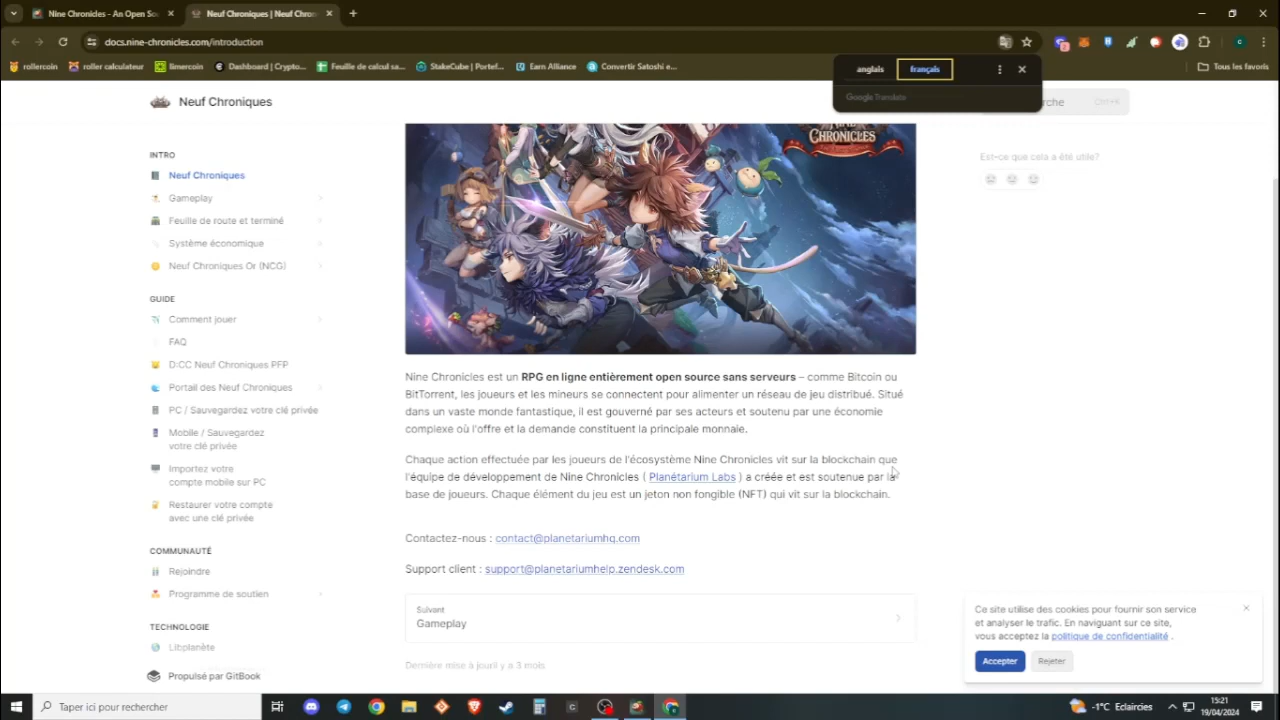 Nine Chronicles - An Open So
Neuf Chroniques | Neuf Chron
docs.nine-chronicles.com/introduction
rollercoin
roller calculateur
limercoin
Dashboard | Crypto...
Feuille de calcul sa...
StakeCube | Portef...
Earn Alliance
Convertir Satoshi e...
Tous les favoris
anglais
français
Google Translate
Neuf Chroniques
rche
Ctrl+K
INTRO
Neuf Chroniques
Gameplay
Feuille de route et terminé
Système économique
Neuf Chroniques Or (NCG)
GUIDE
Comment jouer
FAQ
D:CC Neuf Chroniques PFP
Portail des Neuf Chroniques
PC / Sauvegardez votre clé privée
Mobile / Sauvegardez
votre clé privée
Importez votre
compte mobile sur PC
Restaurer votre compte
avec une clé privée
COMMUNAUTÉ
Rejoindre
Programme de soutien
TECHNOLOGIE
Libplanète
Propulsé par GitBook
NINE
CHRONICLES
Nine Chronicles est un RPG en ligne entièrement open source sans serveurs – comme Bitcoin ou
BitTorrent, les joueurs et les mineurs se connectent pour alimenter un réseau de jeu distribué. Situé
dans un vaste monde fantastique, il est gouverné par ses acteurs et soutenu par une économie
complexe où l'offre et la demande constituent la principale monnaie.
Chaque action effectuée par les joueurs de l'écosystème Nine Chronicles vit sur la blockchain que
l'équipe de développement de Nine Chronicles ( Planétarium Labs ) a créée et est soutenue par la
base de joueurs. Chaque élément du jeu est un jeton non fongible (NFT) qui vit sur la blockchain.
Contactez-nous : contact@planetariumhq.com
Support client : support@planetariumhelp.zendesk.com
Suivant
Gameplay
Dernière mise à jouril y a 3 mois
Est-ce que cela a été utile?
Ce site utilise des cookies pour fournir son service
et analyser le trafic. En naviguant sur ce site,
vous acceptez la politique de confidentialité .
Accepter
Rejeter
Taper ici pour rechercher
-1°C Eclaircies
15:21
19/04/2024